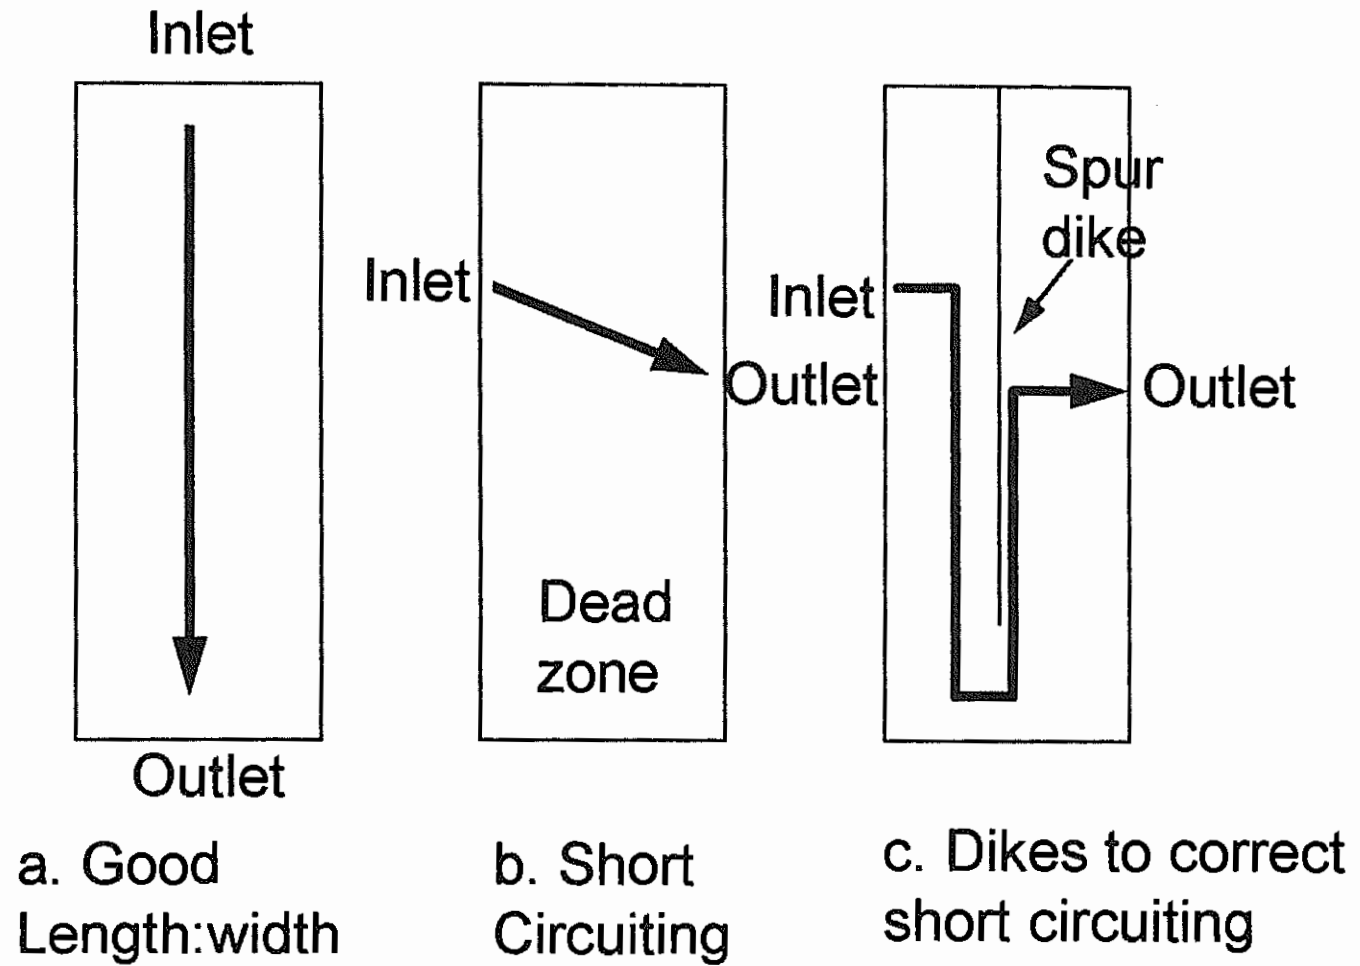 Inlet
Outlet
a. Good
Length:width
Inlet
Outlet
Dead
zone
b. Short
Circuiting
Spur
dike
Inlet
Outlet
c. Dikes to correct
short circuiting